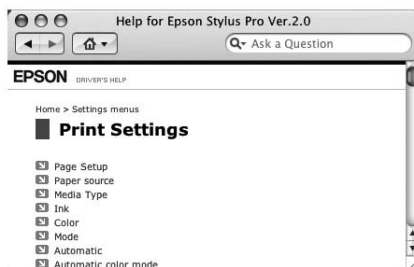 Help for Epson Stylus Pro Ver.2.0
Ask a Question
EPSON DRIVER'S HELP
Home > Settings menus
Print Settings
Page Setup
Paper source
Media Type
Ink
Color
Mode
Automatic
Automatic color mode